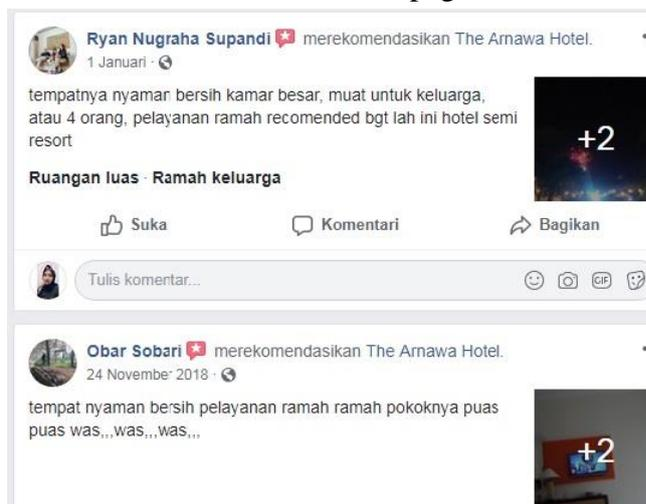 Ryan Nugraha Supandi merekomendasikan The Arnawa Hotel.
1 Januari ·
tempatnya nyaman bersih kamar besar, muat untuk keluarga,
atau 4 orang, pelayanan ramah recomended bgt lah ini hotel semi
resort
+2
Ruangan luas · Ramah keluarga
Suka Komentari Bagikan
Tulis komentar...
GIF
Obar Sobari merekomendasikan The Arnawa Hotel.
24 November 2018 ·
tempat nyaman bersih pelayanan ramah ramah pokoknya puas
puas was,,,was,,,was,,,
+2